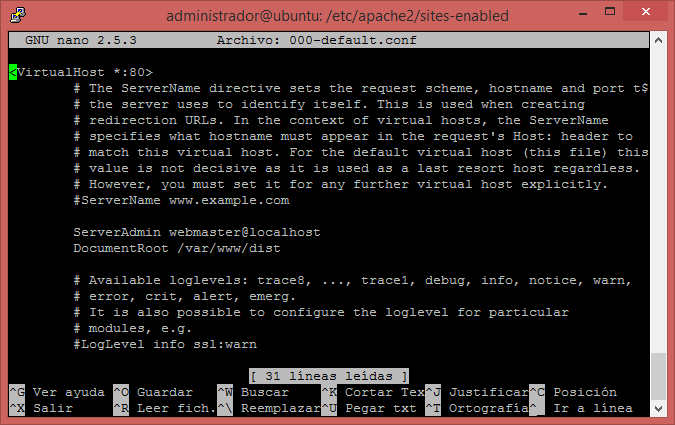 administrador@ubuntu: /etc/apache2/sites-enabled
GNU nano 2.5.3 Archivo: 000-default.conf
<VirtualHost *:80>
# The ServerName directive sets the request scheme, hostname and port t$
# the server uses to identify itself. This is used when creating
# redirection URLs. In the context of virtual hosts, the ServerName
# specifies what hostname must appear in the request's Host: header to
# match this virtual host. For the default virtual host (this file) this
# value is not decisive as it is used as a last resort host regardless.
# However, you must set it for any further virtual host explicitly.
#ServerName www.example.com
ServerAdmin webmaster@localhost
DocumentRoot /var/www/dist
# Available loglevels: trace8, ..., trace1, debug, info, notice, warn,
# error, crit, alert, emerg.
# It is also possible to configure the loglevel for particular
# modules, e.g.
#LogLevel info ssl:warn
[ 31 líneas leídas ]
^G Ver ayuda ^O Guardar ^W Buscar ^K Cortar Tex^J Justificar^C Posición
^X Salir ^R Leer fich.^\ Reemplazar^U Pegar txt ^T Ortografía^_ Ir a línea